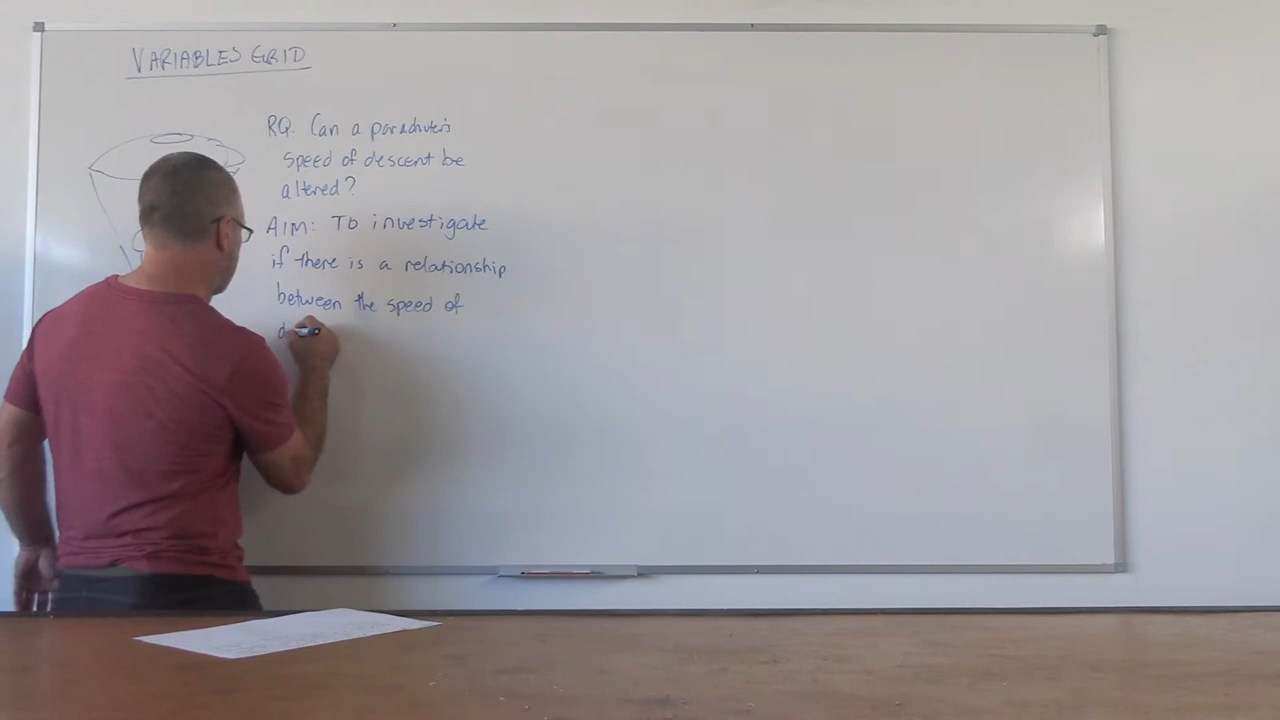 VARIABLES GRID
RQ. Can a parachuter's
speed of descent be
altered?
AIM: To investigate
if there is a relationship
between the speed of
d